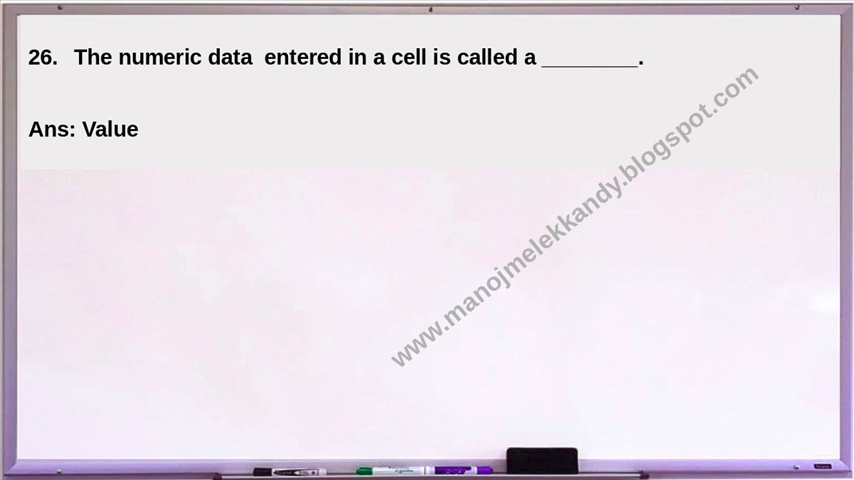 26. The numeric data entered in a cell is called a ________.
Ans: Value
www.manojmelekkandy.blogspot.com